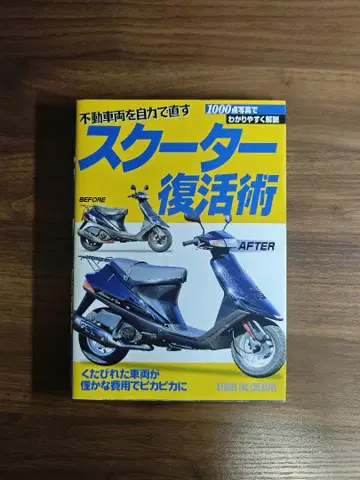 不動車両を自力で直す
1000点写真で
わかりやすく解説
スクーター
復活術
BEFORE
AFTER
くたびれた車両が
僅かな費用でピカピカに
STUDIO TAC CREATIVE